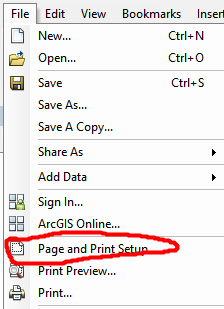 File Edit View Bookmarks Insert
New... Ctrl+N
Open... Ctrl+O
Save Ctrl+S
Save As...
Save A Copy...
Share As
Add Data
Sign In...
ArcGIS Online...
Page and Print Setup
Print Preview...
Print...